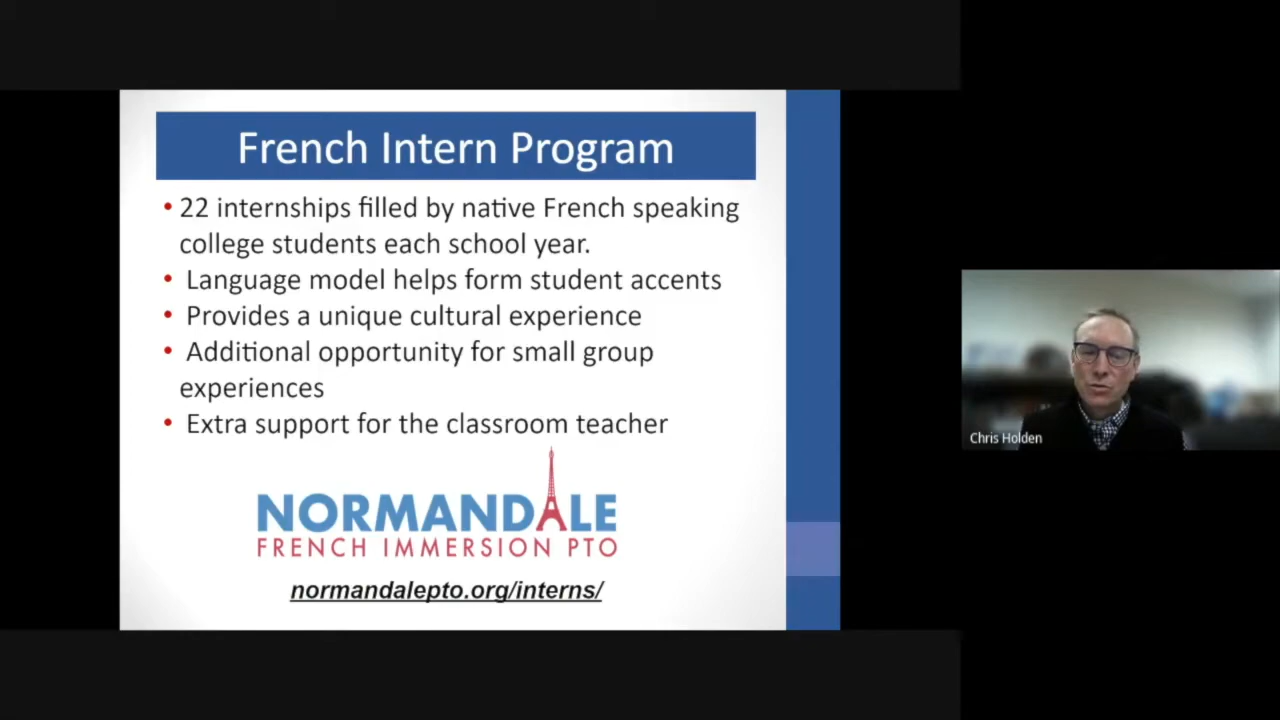 French Intern Program
• 22 internships filled by native French speaking
college students each school year.
• Language model helps form student accents
• Provides a unique cultural experience
• Additional opportunity for small group
experiences
• Extra support for the classroom teacher
NORMANDALE
FRENCH IMMERSION PTO
normandalepto.org/interns/
Chris Holden